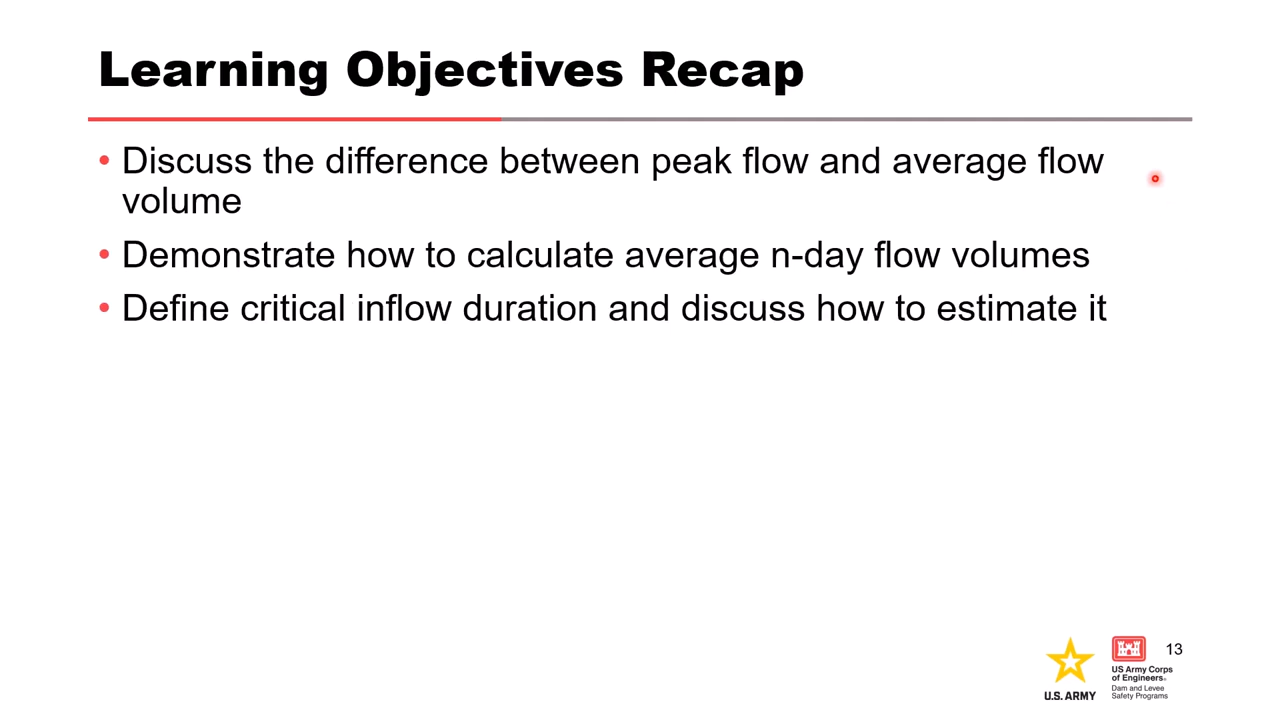 Learning Objectives Recap
• Discuss the difference between peak flow and average flow
volume
• Demonstrate how to calculate average n-day flow volumes
• Define critical inflow duration and discuss how to estimate it
13
U.S. ARMY
US Army Corps
of Engineers®
Dam and Levee
Safety Programs